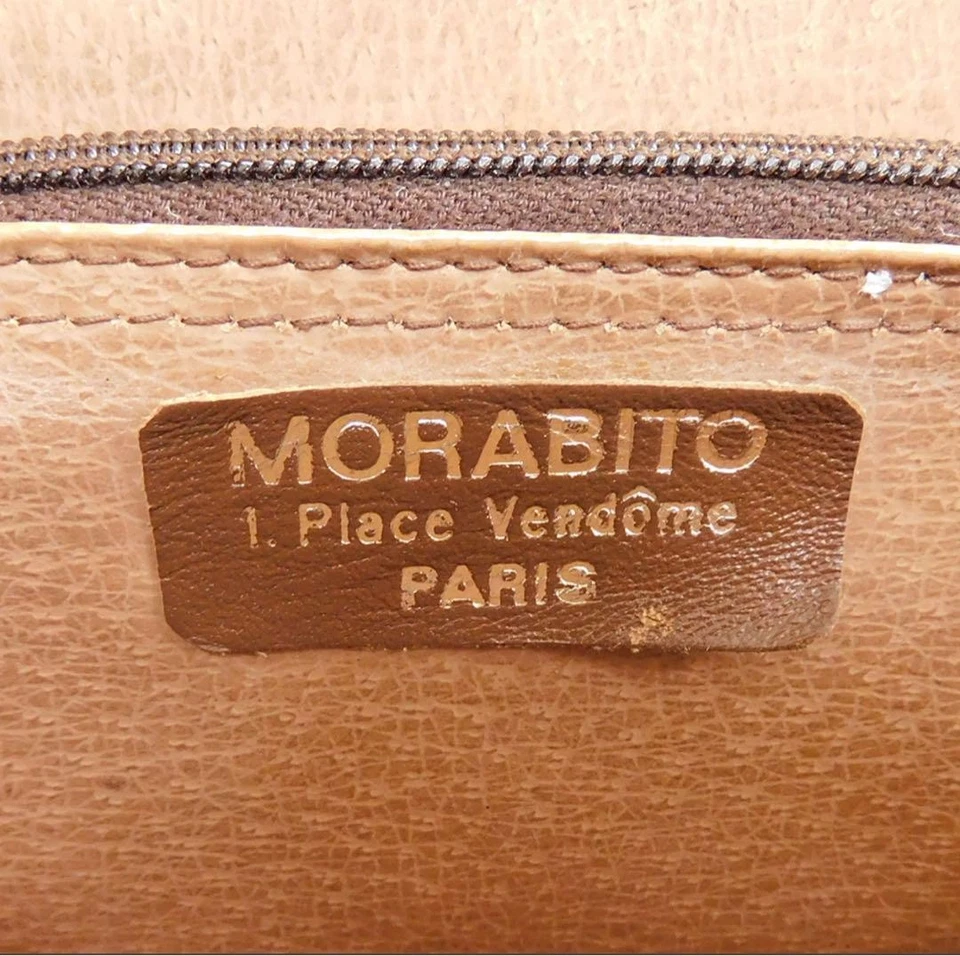 MORABITO
1. Place Vendôme
PARIS